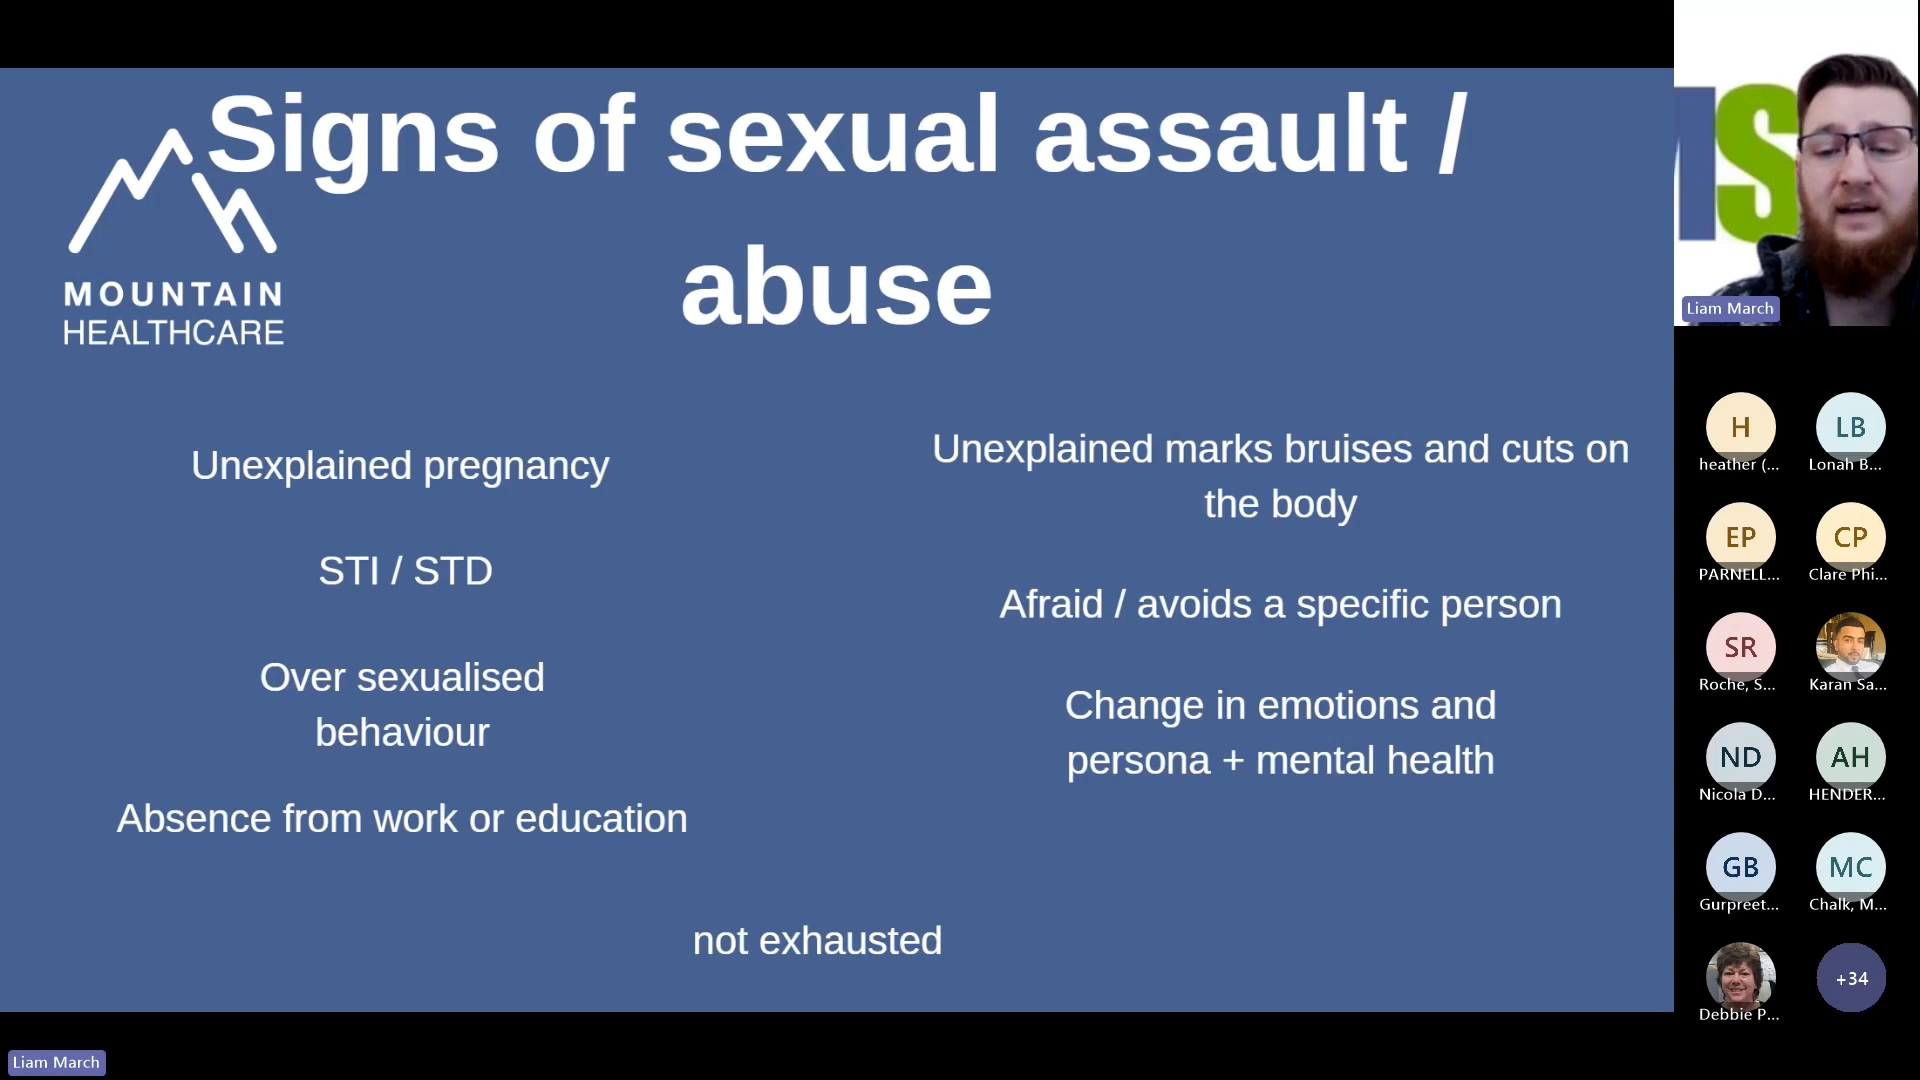 Signs of sexual assault /
abuse
MOUNTAIN
HEALTHCARE
Unexplained pregnancy
STI / STD
Over sexualised
behaviour
Absence from work or education
Unexplained marks bruises and cuts on
the body
Afraid / avoids a specific person
Change in emotions and
persona + mental health
not exhausted
MS
Liam March
H
heather (...
LB
Lonah B...
EP
PARNELL...
CP
Clare Phi...
SR
Roche, S...
Karan Sa...
ND
Nicola D...
AH
HENDER...
GB
Gurpreet...
MC
Chalk, M...
Debbie P...
+34
Liam March